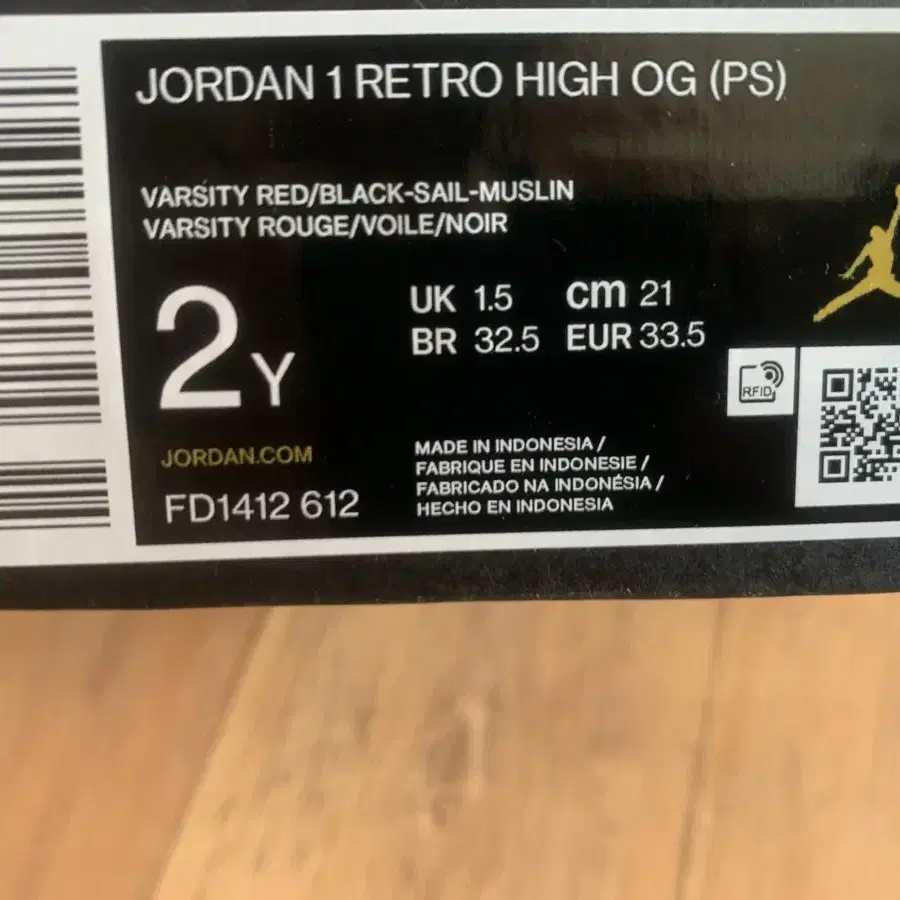 JORDAN 1 RETRO HIGH OG (PS)
VARSITY RED/BLACK-SAIL-MUSLIN
VARSITY ROUGE/VOILE/NOIR
2Y
UK 1.5 cm 21
BR 32.5 EUR 33.5
RFID
JORDAN.COM
FD1412 612
MADE IN INDONESIA /
FABRIQUE EN INDONESIE /
FABRICADO NA INDONÉSIA /
HECHO EN INDONESIA